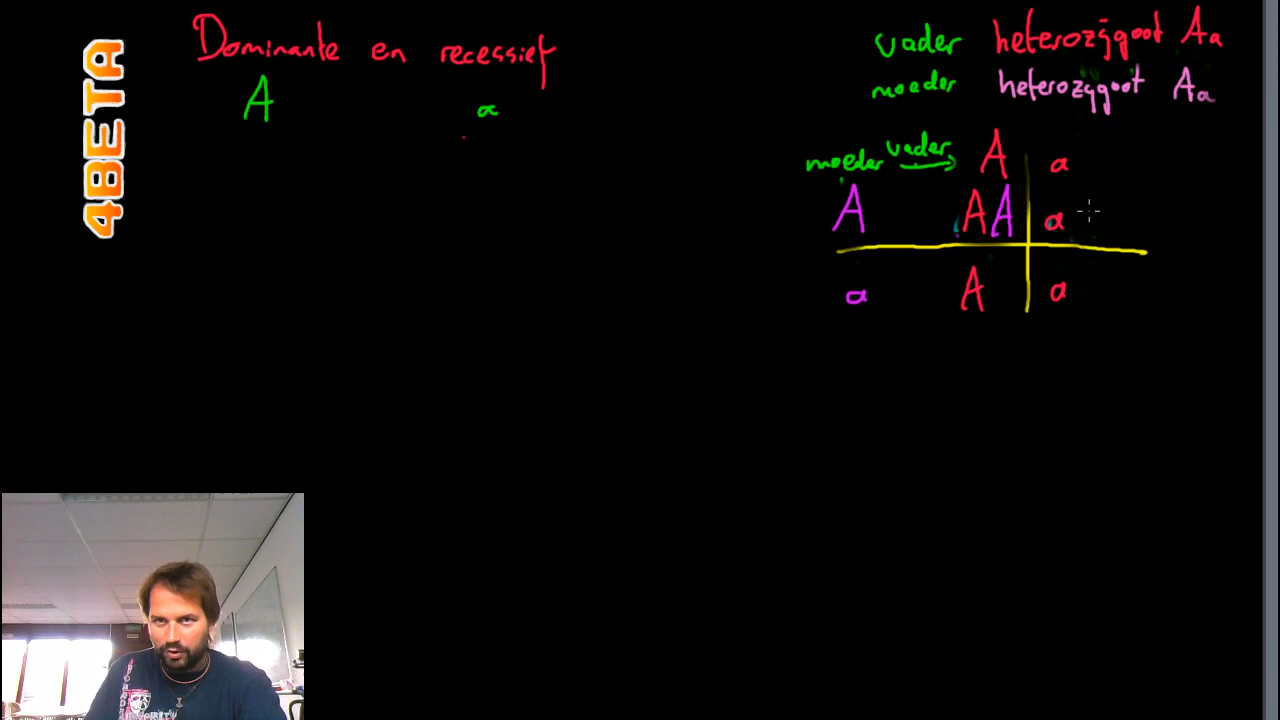 4BETA
Dominante en recessief
A a
vader heterozygoot Aa
moeder heterozygoot Aa
moeder vader → A a
A AA a
a A a